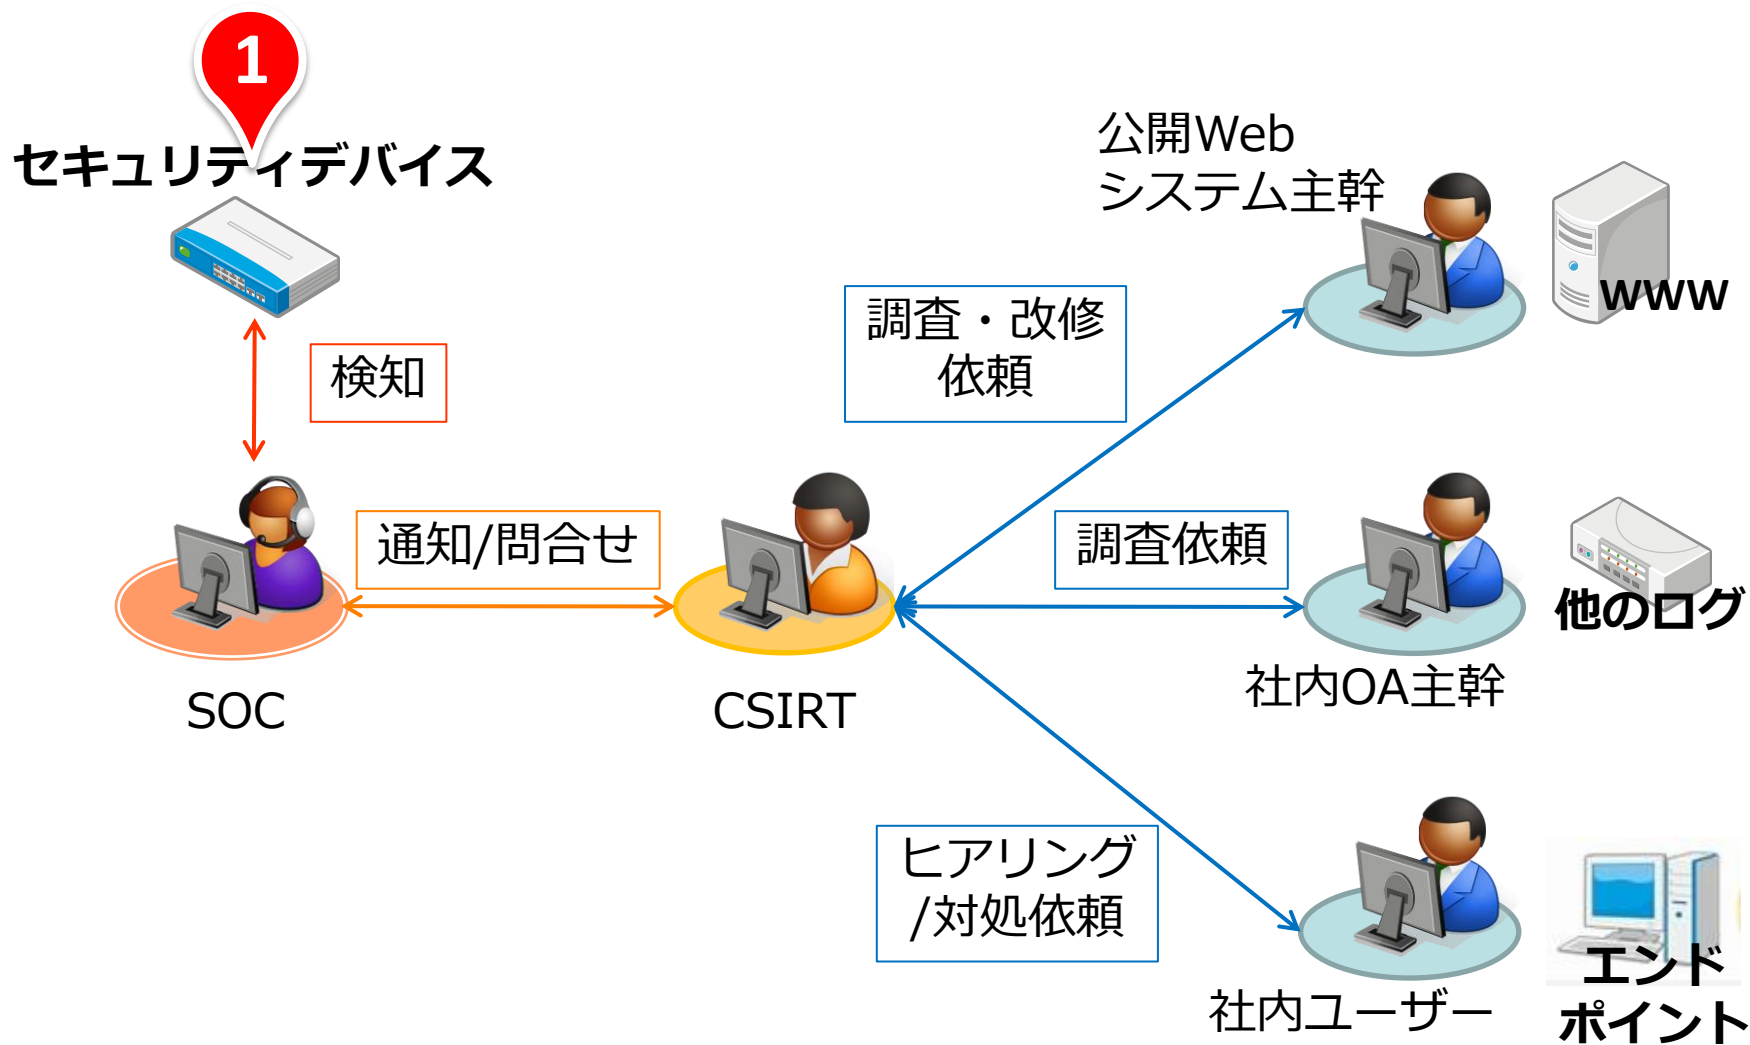 1
セキュリティデバイス
検知
SOC
通知/問合せ
CSIRT
調査・改修
依頼
公開Web
システム主幹
WWW
調査依頼
社内OA主幹
他のログ
ヒアリング
/対処依頼
社内ユーザー
エンド
ポイント